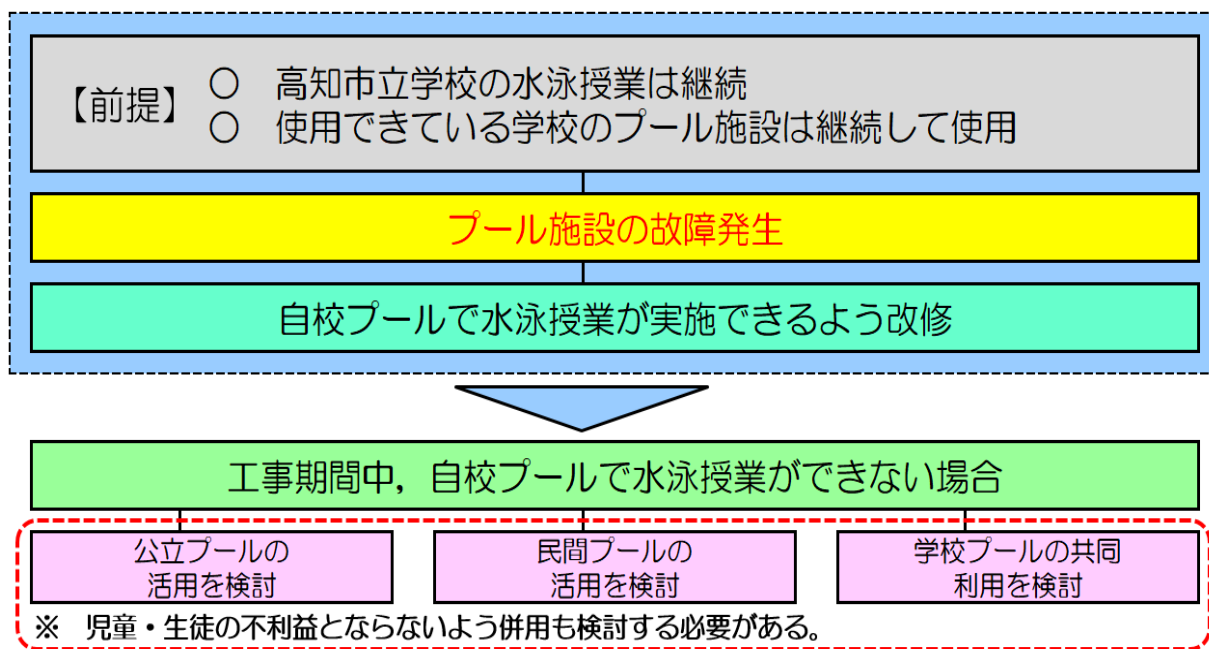 【前提】
○ 高知市立学校の水泳授業は継続
○ 使用できている学校のプール施設は継続して使用
プール施設の故障発生
自校プールで水泳授業が実施できるよう改修
工事期間中，自校プールで水泳授業ができない場合
公立プールの
活用を検討
民間プールの
活用を検討
学校プールの共同
利用を検討
※ 児童・生徒の不利益とならないよう併用も検討する必要がある。